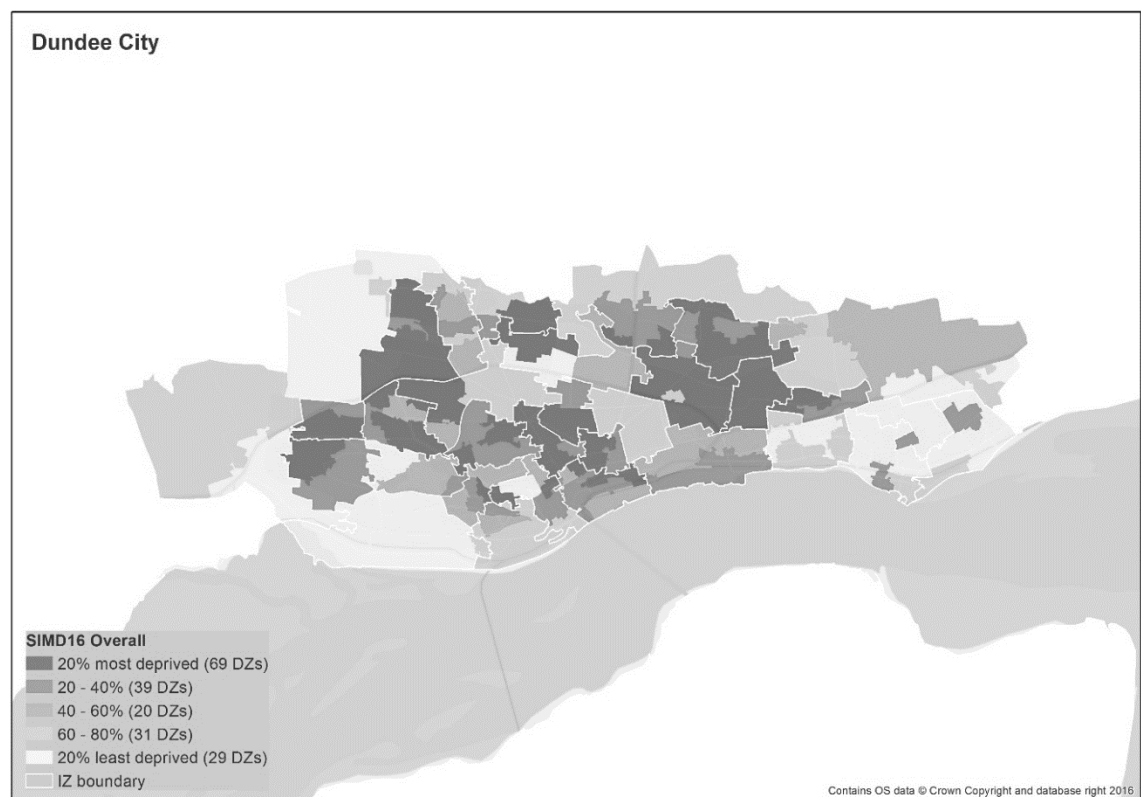 Dundee City
SIMD16 Overall
20% most deprived (69 DZs)
20 - 40% (39 DZs)
40 - 60% (20 DZs)
60 - 80% (31 DZs)
20% least deprived (29 DZs)
IZ boundary
Contains OS data © Crown Copyright and database right 2016